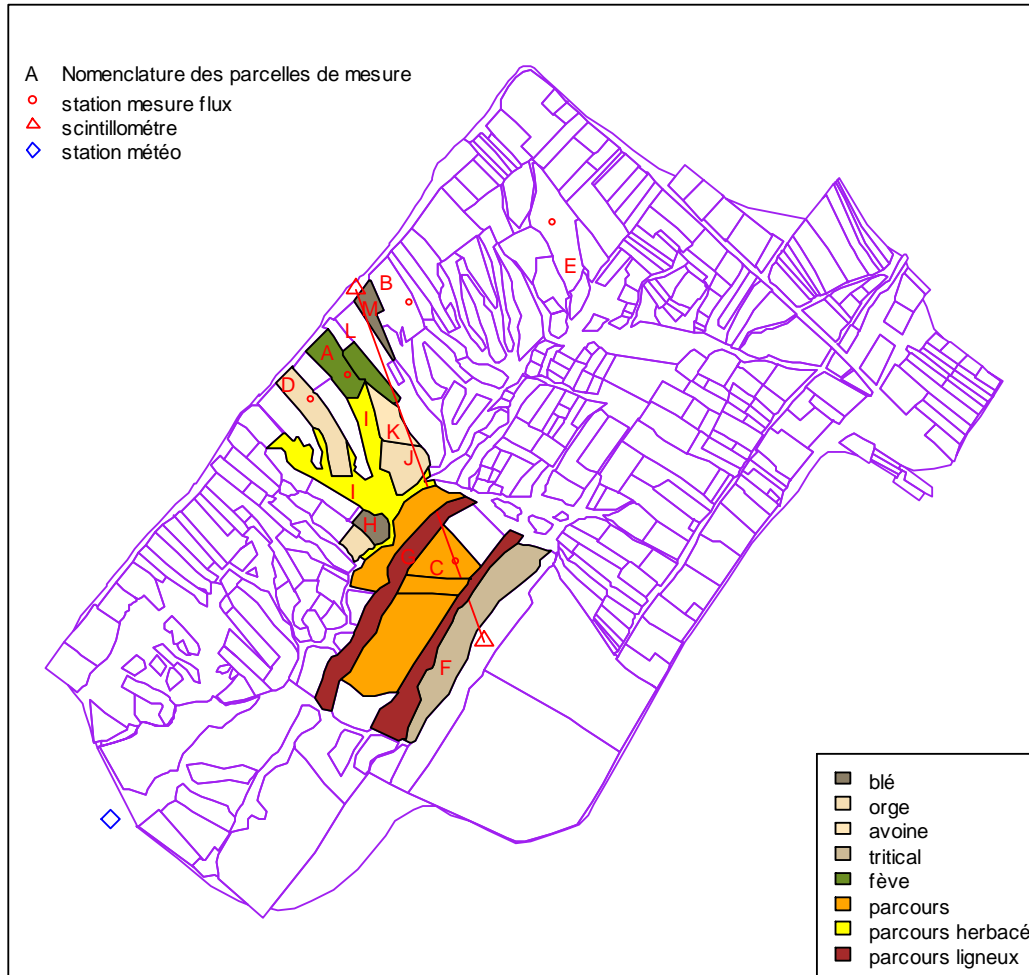 A Nomenclature des parcelles de mesure
station mesure flux
scintillométre
station météo
E
B
M
L
A
D
I
K
J
I
H
G
C
F
blé
orge
avoine
tritical
fève
parcours
parcours herbacé
parcours ligneux